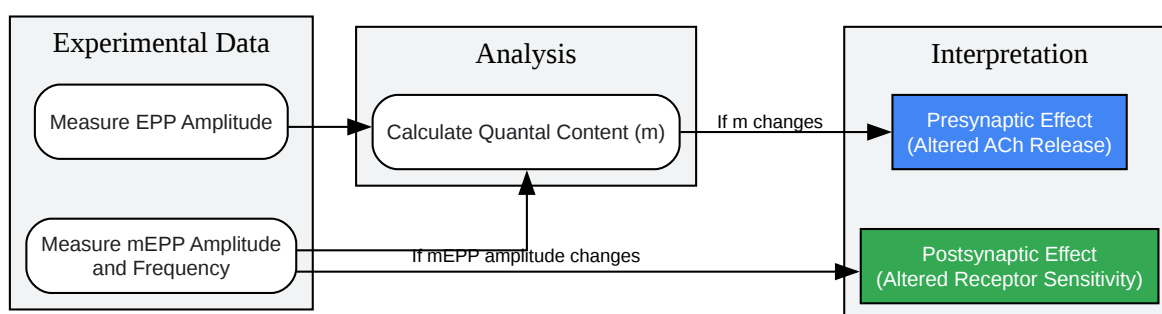 Experimental Data
Measure EPP Amplitude
Measure mEPP Amplitude
and Frequency
Analysis
Calculate Quantal Content (m)
If m changes
If mEPP amplitude changes
Interpretation
Presynaptic Effect
(Altered ACh Release)
Postsynaptic Effect
(Altered Receptor Sensitivity)